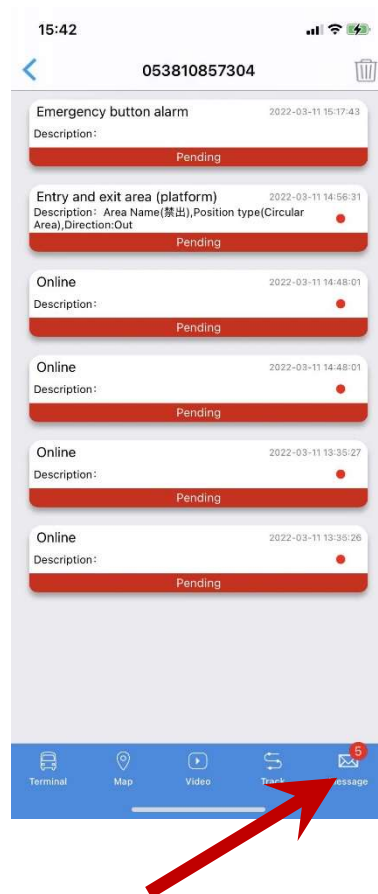 15:42
053810857304
Emergency button alarm 2022-03-11 15:17:43
Description:
Pending
Entry and exit area (platform) 2022-03-11 14:56:31
Description: Area Name(禁出),Position type(Circular
Area),Direction:Out
Pending
Online 2022-03-11 14:48:01
Description:
Pending
Online 2022-03-11 14:48:01
Description:
Pending
Online 2022-03-11 13:35:27
Description:
Pending
Online 2022-03-11 13:35:26
Description:
Pending
5
Terminal Map Video Track Message